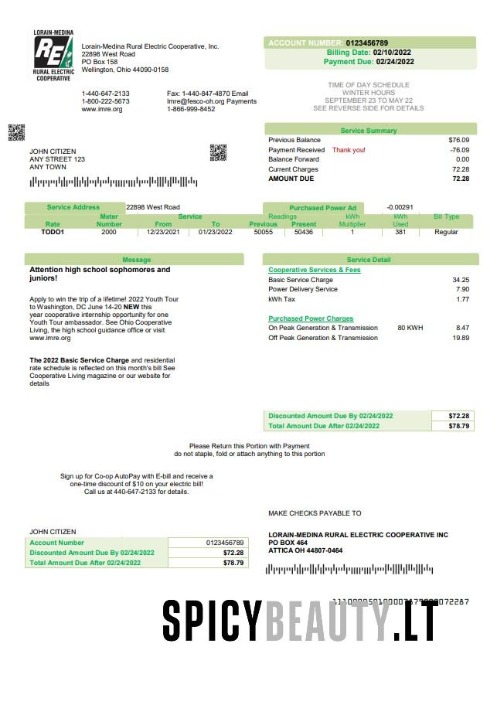 LORAIN-MEDINA
RE
RURAL ELECTRIC
COOPERATIVE
Lorain-Medina Rural Electric Cooperative, Inc.
22898 West Road
PO Box 158
Wellington, Ohio 44090-0158
1-440-647-2133 Fax: 1-440-847-4870 Email
1-800-222-5673 lmre@fesco-oh.org Payments
www.imre.org 1-866-999-8452
ACCOUNT NUMBER: 0123456789
Billing Date: 02/10/2022
Payment Due: 02/24/2022
TIME OF DAY SCHEDULE
WINTER HOURS
SEPTEMBER 23 TO MAY 22
SEE REVERSE SIDE FOR DETAILS
JOHN CITIZEN
ANY STREET 123
ANY TOWN
Service Summary
Previous Balance $76.09
Payment Received Thank you! -76.09
Balance Forward 0.00
Current Charges 72.28
AMOUNT DUE 72.28
Service Address 22898 West Road Purchased Power Ad -0.00291
Meter Service Readings kWh kWh Bill Type
Rate Number From To Previous Present Multiplier Used
TODO1 2000 12/23/2021 01/23/2022 50055 50436 1 381 Regular
Message
Attention high school sophomores and
juniors!
Apply to win the trip of a lifetime! 2022 Youth Tour
to Washington, DC June 14-20 NEW this
year cooperative internship opportunity for one
Youth Tour ambassador. See Ohio Cooperative
Living, the high school guidance office or visit
www.imre.org
The 2022 Basic Service Charge and residential
rate schedule is reflected on this month's bill See
Cooperative Living magazine or our website for
details
Service Detail
Cooperative Services & Fees
Basic Service Charge 34.25
Power Delivery Service 7.90
kWh Tax 1.77
Purchased Power Charges
On Peak Generation & Transmission 80 KWH 8.47
Off Peak Generation & Transmission 19.89
Discounted Amount Due By 02/24/2022 $72.28
Total Amount Due After 02/24/2022 $78.79
Please Return this Portion with Payment
do not staple, fold or attach anything to this portion
Sign up for Co-op AutoPay with E-bill and receive a
one-time discount of $10 on your electric bill!
Call us at 440-647-2133 for details.
MAKE CHECKS PAYABLE TO
JOHN CITIZEN
Account Number 0123456789
Discounted Amount Due By 02/24/2022 $72.28
Total Amount Due After 02/24/2022 $78.79
LORAIN-MEDINA RURAL ELECTRIC COOPERATIVE INC
PO BOX 464
ATTICA OH 44807-0464
SPICYBEAUTY.LT